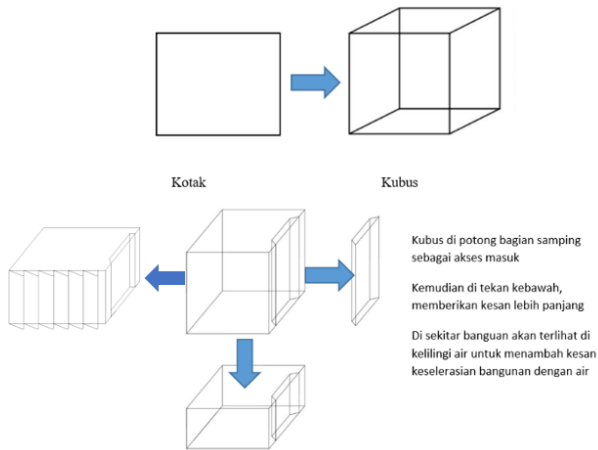 Kotak
Kubus
Kubus di potong bagian samping
sebagai akses masuk
Kemudian di tekan kebawah,
memberikan kesan lebih panjang
Di sekitar banguan akan terlihat di
kelilingi air untuk menambah kesan
keselerasian bangunan dengan air